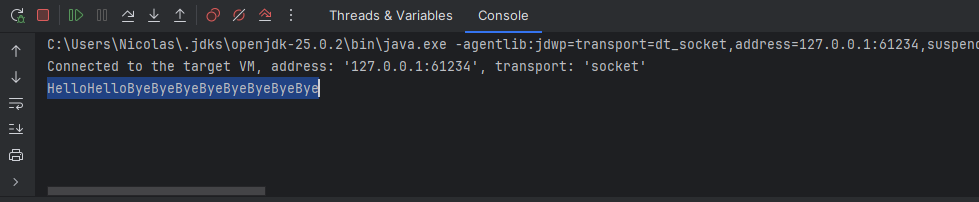 Threads & Variables Console
C:\Users\Nicolas\.jdks\openjdk-25.0.2\bin\java.exe -agentlib:jdwp=transport=dt_socket,address=127.0.0.1:61234,suspend
Connected to the target VM, address: '127.0.0.1:61234', transport: 'socket'
HelloHelloByeByeByeByeByeByeByeBye